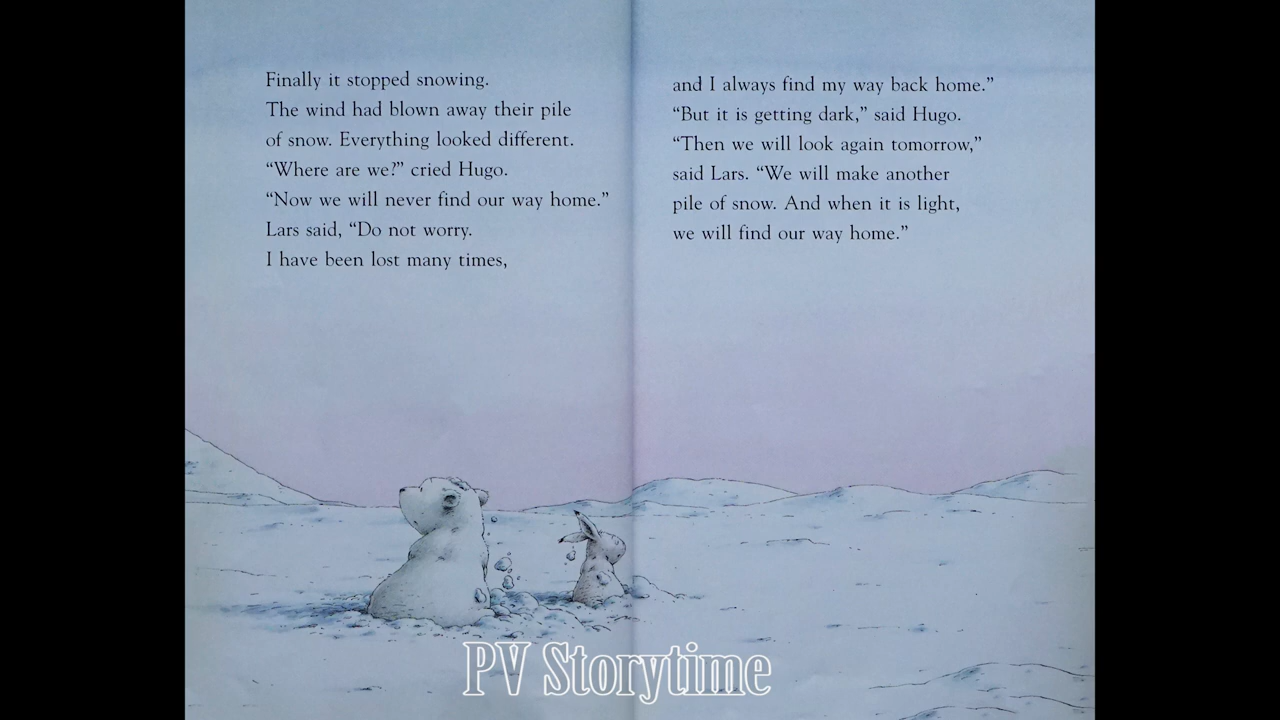 Finally it stopped snowing.
The wind had blown away their pile
of snow. Everything looked different.
“Where are we?” cried Hugo.
“Now we will never find our way home.”
Lars said, “Do not worry.
I have been lost many times,
and I always find my way back home.”
“But it is getting dark,” said Hugo.
“Then we will look again tomorrow,”
said Lars. “We will make another
pile of snow. And when it is light,
we will find our way home.”
PV Storytime